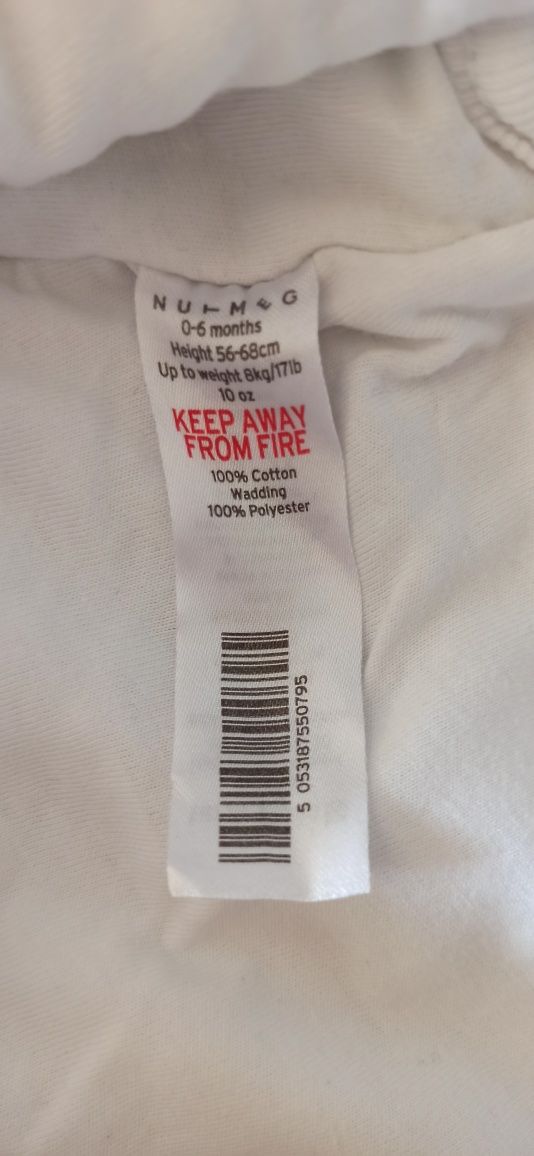 NUTMEG
0-6 months
Height 56-68cm
Up to weight 8kg/17lb
10 oz
KEEP AWAY
FROM FIRE
100% Cotton
Wadding
100% Polyester
5 053187550795